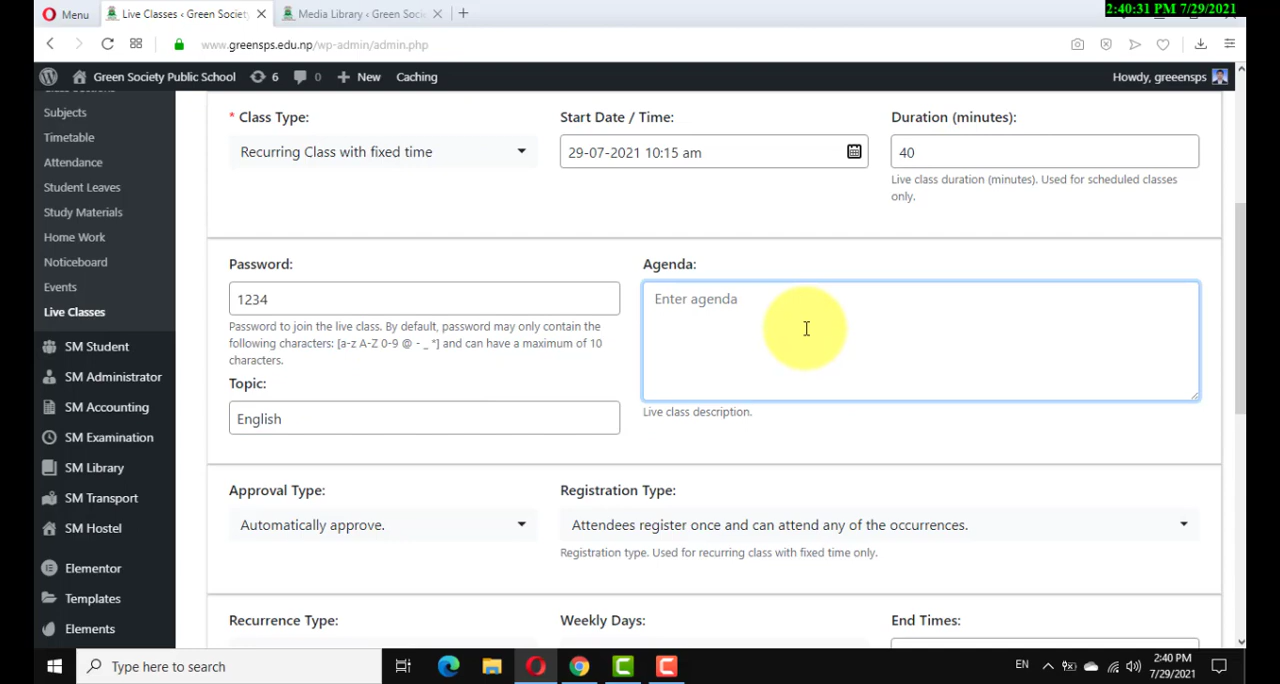 2:40:31 PM 7/29/2021
Menu
Live Classes ‹ Green Society
Media Library ‹ Green Soci
www.greensps.edu.np/wp-admin/admin.php
Green Society Public School
6
0
New
Caching
Howdy, greeensps
Subjects
Timetable
Attendance
Student Leaves
Study Materials
Home Work
Noticeboard
Events
Live Classes
SM Student
SM Administrator
SM Accounting
SM Examination
SM Library
SM Transport
SM Hostel
Elementor
Templates
Elements
* Class Type:
Recurring Class with fixed time
Start Date / Time:
29-07-2021 10:15 am
Duration (minutes):
40
Live class duration (minutes). Used for scheduled classes
only.
Password:
1234
Password to join the live class. By default, password may only contain the
following characters: [a-z A-Z 0-9 @ - _ *] and can have a maximum of 10
characters.
Topic:
English
Agenda:
Enter agenda
Live class description.
Approval Type:
Automatically approve.
Registration Type:
Attendees register once and can attend any of the occurrences.
Registration type. Used for recurring class with fixed time only.
Recurrence Type:
Weekly Days:
End Times:
Type here to search
EN
2:40 PM
7/29/2021